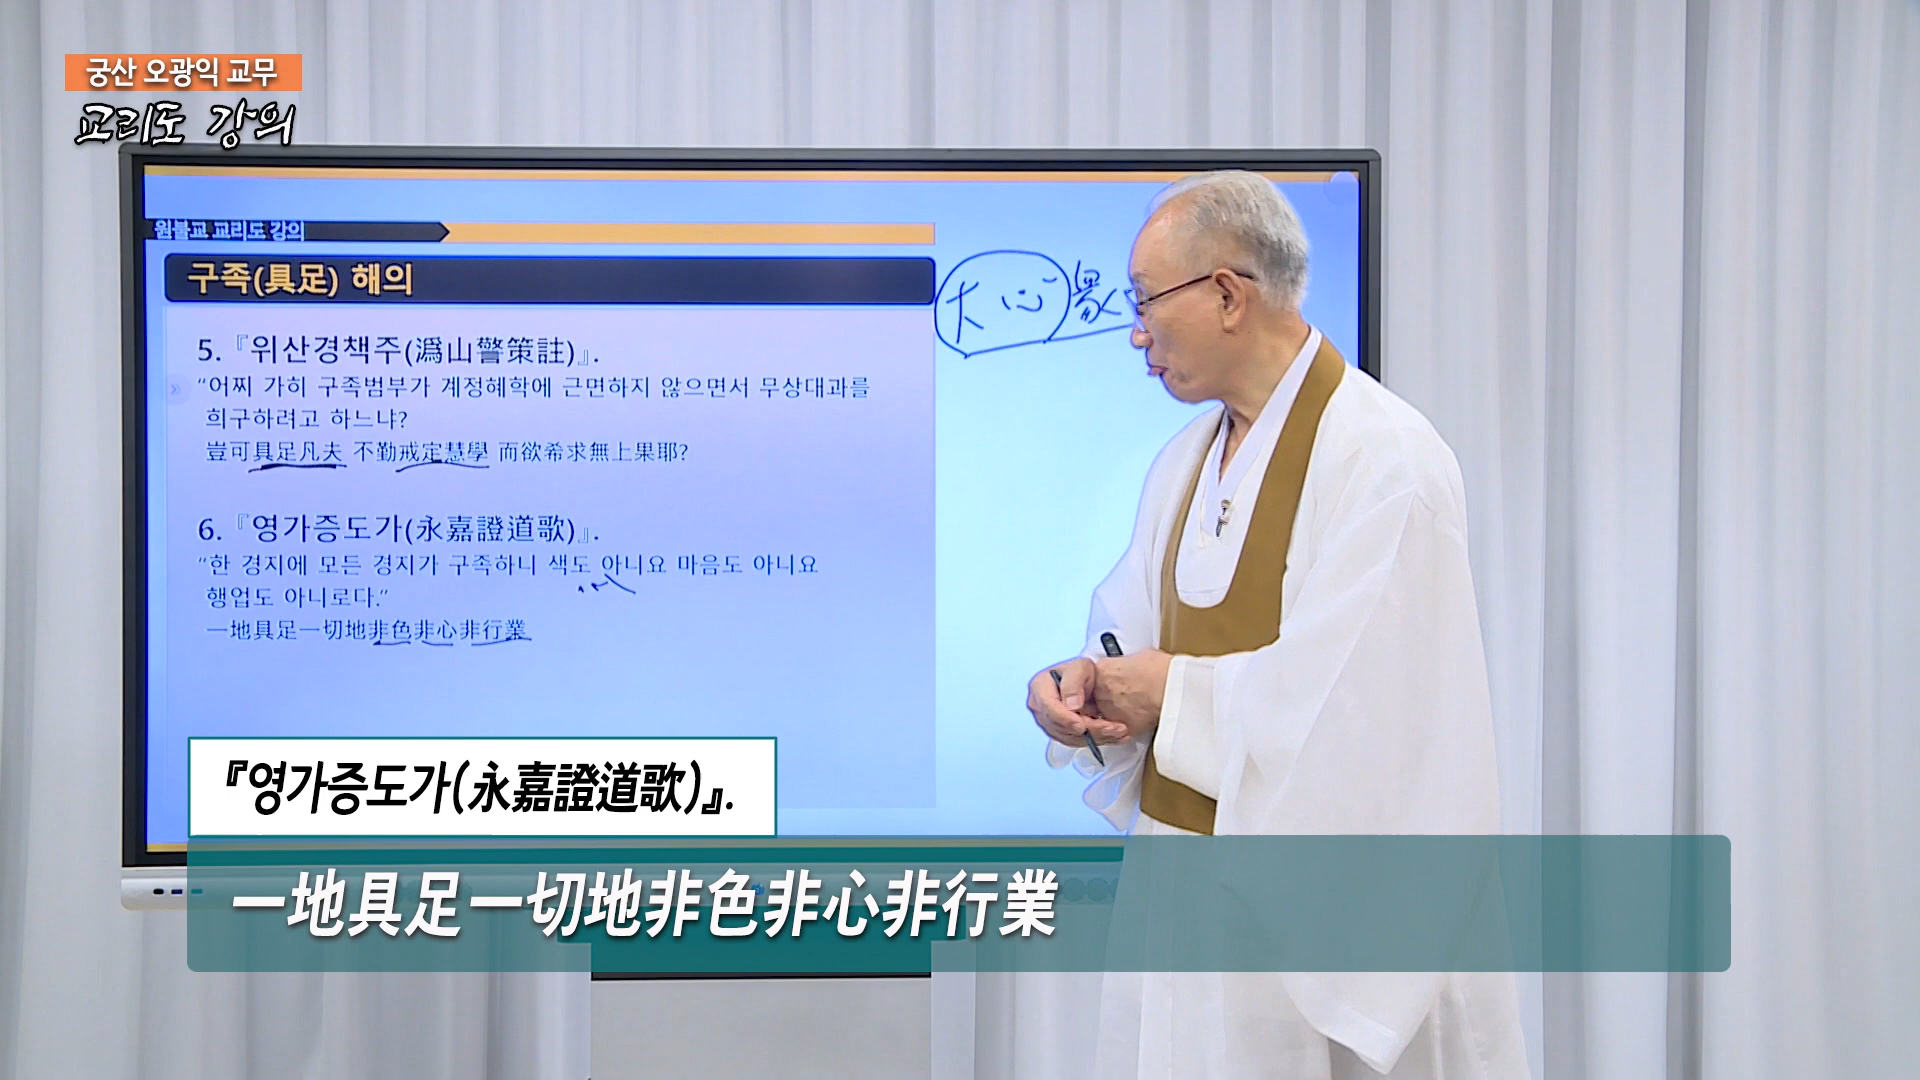 궁산 오광익 교무
교리도 강의
원불교 교리도 강의
구족(具足) 해의
5. 『위산경책주(潙山警策註)』.
“어찌 가히 구족범부가 계정혜학에 근면하지 않으면서 무상대과를
희구하려고 하느냐?
豈可具足凡夫 不勤戒定慧學 而欲希求無上果耶?
6. 『영가증도가(永嘉證道歌)』.
“한 경지에 모든 경지가 구족하니 색도 아니요 마음도 아니요
행업도 아니로다.”
一地具足一切地非色非心非行業
大心
『영가증도가(永嘉證道歌)』.
一地具足一切地非色非心非行業